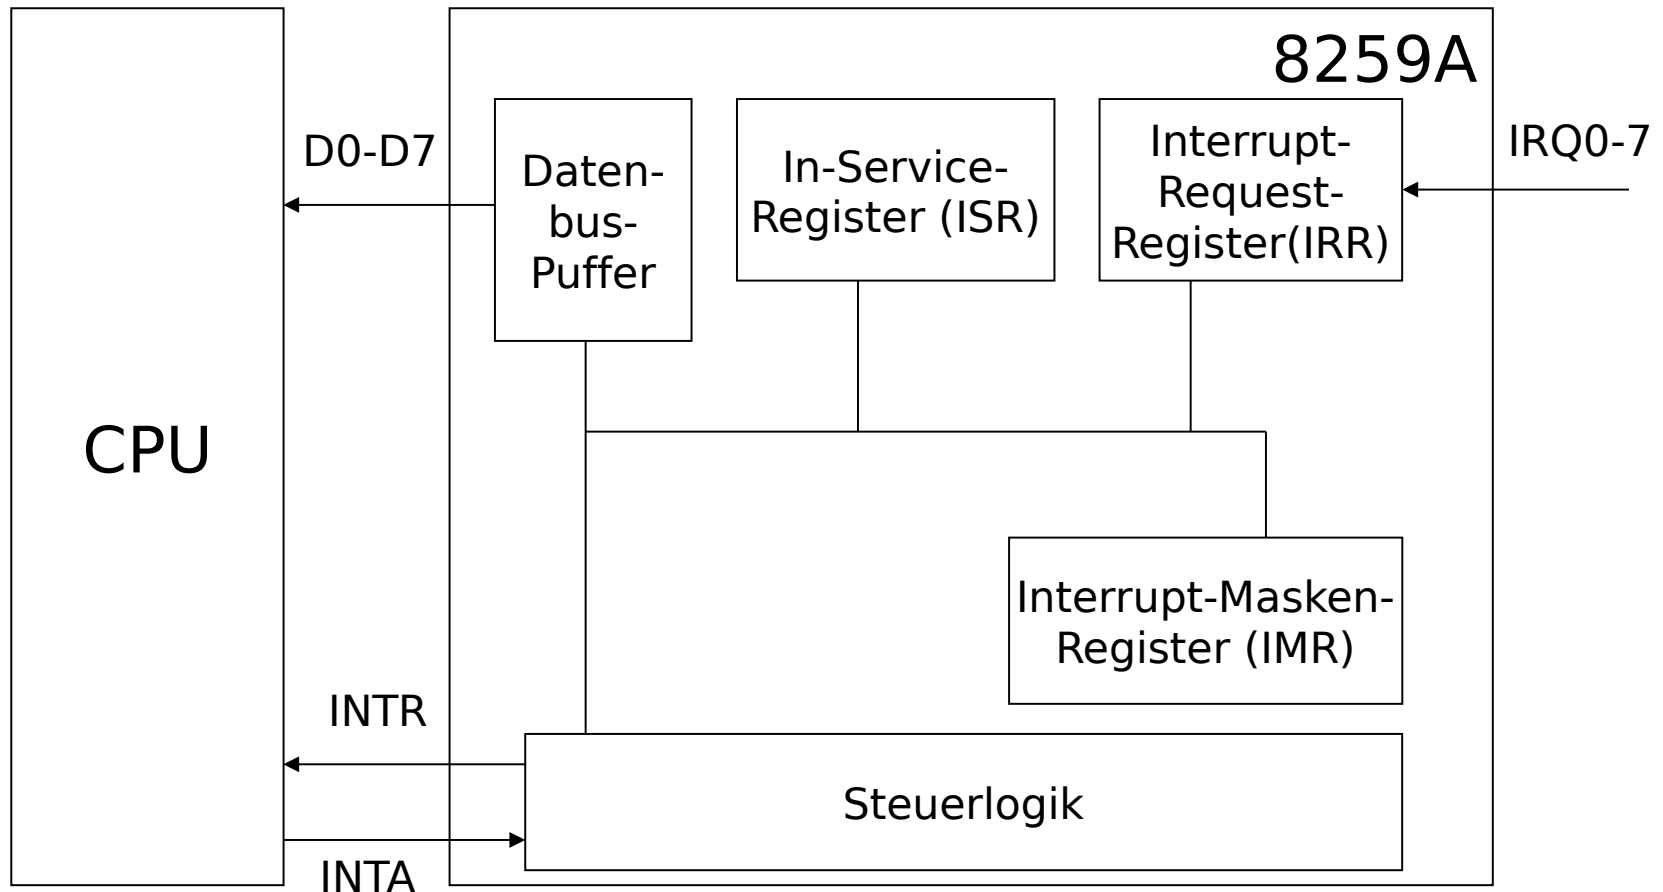 8259A
CPU
D0-D7
Daten-
bus-
Puffer
In-Service-
Register (ISR)
Interrupt-
Request-
Register(IRR)
IRQ0-7
Interrupt-Masken-
Register (IMR)
INTR
Steuerlogik
INTA